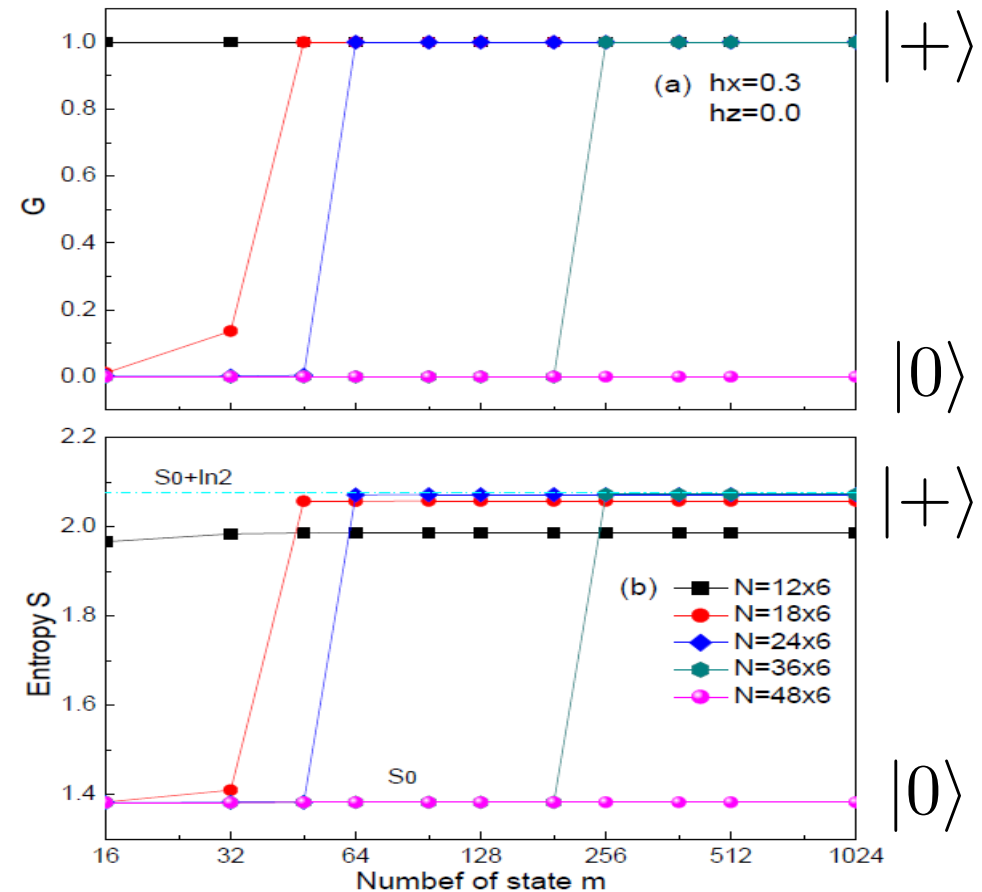 1.0
0.8
0.6
0.4
0.2
0.0
G
(a) hx=0.3
hz=0.0
|+⟩
|0⟩
2.2
2.0
1.8
1.6
1.4
Entropy S
S0+ln2
S0
(b)
N=12x6
N=18x6
N=24x6
N=36x6
N=48x6
|+⟩
|0⟩
16 32 64 128 256 512 1024
Numbef of state m